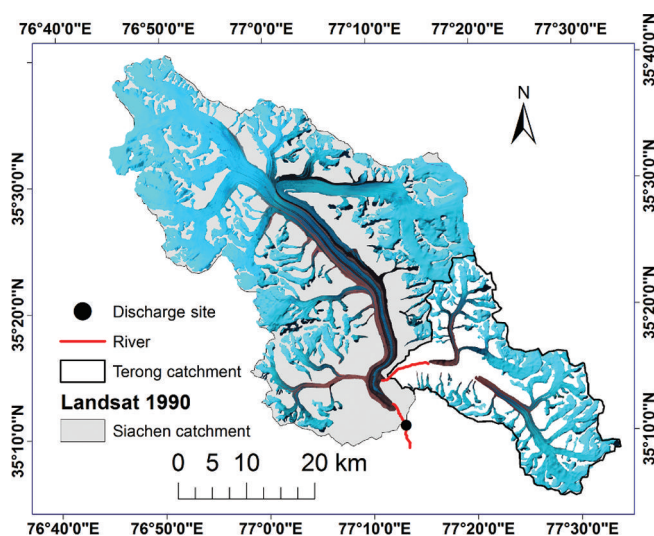 76°40'0"E 76°50'0"E 77°0'0"E 77°10'0"E 77°20'0"E 77°30'0"E
35°40'0"N
35°30'0"N
35°20'0"N
35°10'0"N
N
35°30'0"N
35°20'0"N
35°10'0"N
Discharge site
River
Terong catchment
Landsat 1990
Siachen catchment
0 5 10 20 km
76°40'0"E 76°50'0"E 77°0'0"E 77°10'0"E 77°20'0"E 77°30'0"E